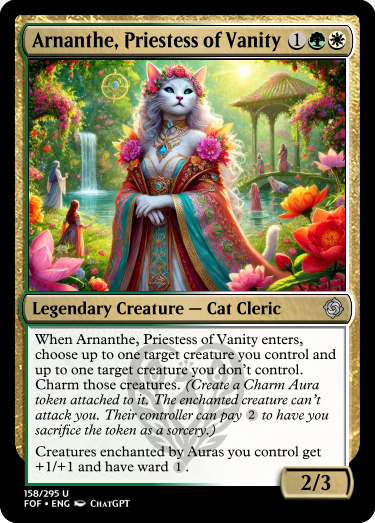 Arnanthe, Priestess of Vanity 1
Legendary Creature — Cat Cleric
When Arnanthe, Priestess of Vanity enters,
choose up to one target creature you control and
up to one target creature you don't control.
Charm those creatures. (Create a Charm Aura
token attached to it. The enchanted creature can't
attack you. Their controller can pay 2 to have you
sacrifice the token as a sorcery.)
Creatures enchanted by Auras you control get
+1/+1 and have ward 1.
2/3
158/295 U
FOF • ENG ChatGPT